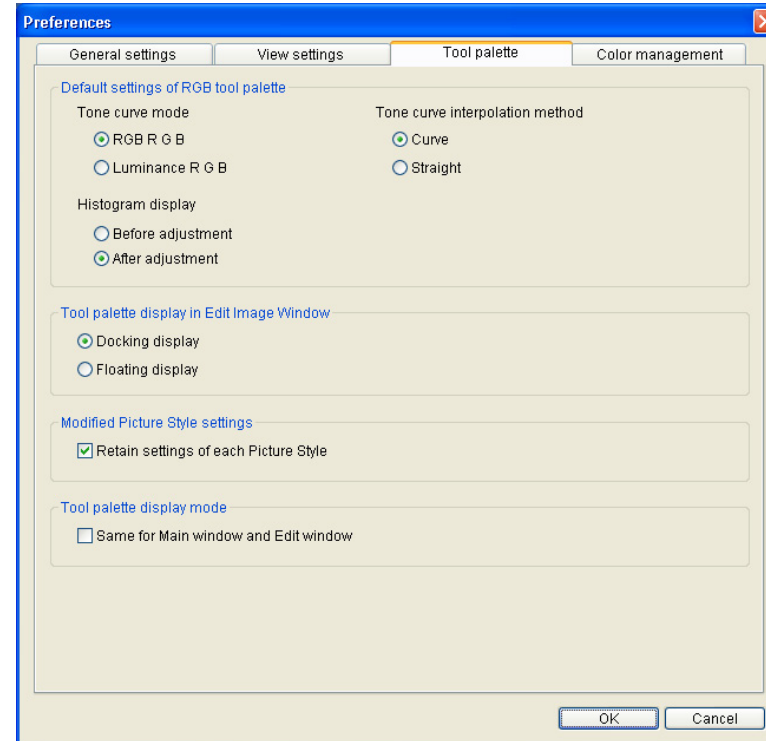 Preferences
General settings View settings Tool palette Color management
Default settings of RGB tool palette
Tone curve mode Tone curve interpolation method
RGB R G B Curve
Luminance R G B Straight
Histogram display
Before adjustment
After adjustment
Tool palette display in Edit Image Window
Docking display
Floating display
Modified Picture Style settings
Retain settings of each Picture Style
Tool palette display mode
Same for Main window and Edit window
OK Cancel